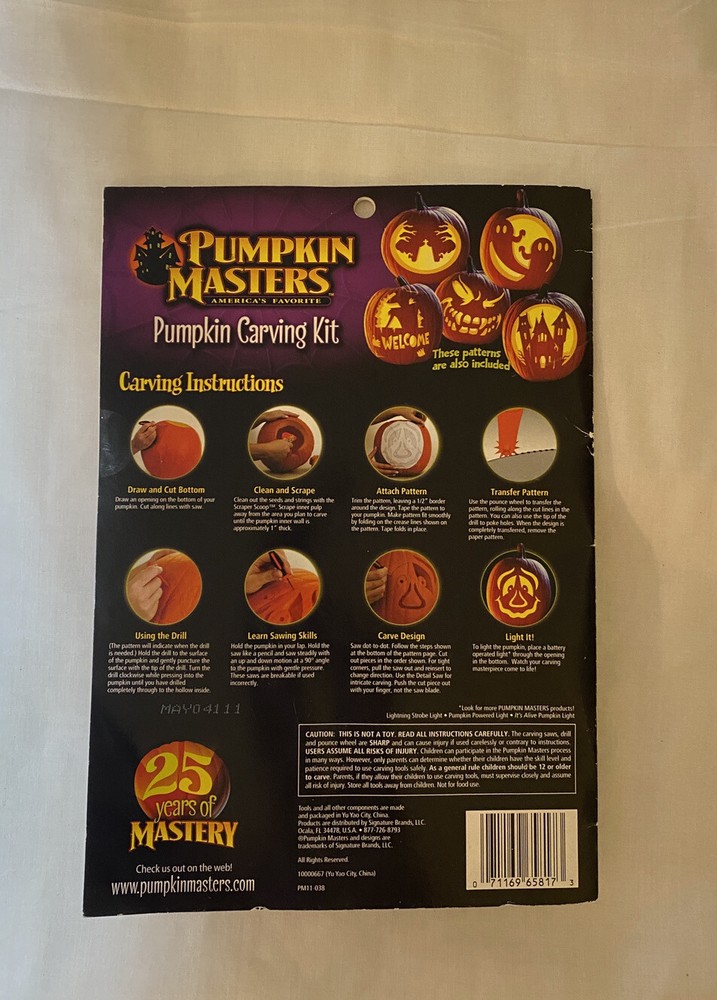 PUMPKIN
MASTERS™
AMERICA'S FAVORITE
Pumpkin Carving Kit
WELCOME
These patterns
are also included
Carving Instructions
Draw and Cut Bottom
Draw an opening on the bottom of your
pumpkin. Cut along lines with saw.
Clean and Scrape
Clean out the seeds and strings with the
Scraper Scoop™. Scrape inner pulp
away from the area you plan to carve
until the pumpkin inner wall is
approximately 1" thick.
Attach Pattern
Trim the pattern, leaving a 1/2" border
around the design. Tape the pattern to
your pumpkin. Make pattern fit smoothly
by folding on the crease lines shown on
the pattern. Tape folds in place.
Transfer Pattern
Use the pounce wheel to transfer the
pattern, rolling along the cut lines in the
pattern. You can also use the tip of the
drill to poke holes. When the design is
completely transferred, remove the
paper pattern.
Using the Drill
(The pattern will indicate when the drill
is needed.) Hold the drill to the surface
of the pumpkin and gently puncture the
surface with the tip of the drill. Turn the
drill clockwise while pressing into the
pumpkin until you have drilled
completely through to the hollow inside.
Learn Sawing Skills
Hold the pumpkin in your lap. Hold the
saw like a pencil and saw steadily with
an up and down motion at a 90° angle
to the pumpkin with gentle pressure.
These saws are breakable if used
incorrectly.
Carve Design
Saw dot-to-dot. Follow the steps shown
at the bottom of the pattern page. Cut
out pieces in the order shown. For tight
corners, pull the saw out and reinsert to
change direction. Use the Detail Saw for
intricate carving. Push the cut piece out
with your finger, not the saw blade.
Light It!
To light the pumpkin, place a battery
operated light* through the opening
in the bottom. Watch your carving
masterpiece come to life!
MAY04111
*Look for more PUMPKIN MASTERS products!
Lightning Strobe Light • Pumpkin Powered Light • It's Alive Pumpkin Light
CAUTION: THIS IS NOT A TOY. READ ALL INSTRUCTIONS CAREFULLY. The carving saws, drill
and pounce wheel are SHARP and can cause injury if used carelessly or contrary to instructions.
USERS ASSUME ALL RISKS OF INJURY. Children can participate in the Pumpkin Masters process
in many ways. However, only parents can determine whether their children have the skill level and
patience required to use carving tools safely. As a general rule children should be 12 or older
to carve. Parents, if they allow their children to use carving tools, must supervise closely and assume
all risk of injury. Store all tools away from children. Not for food use.
25
years of
MASTERY
Check us out on the web!
www.pumpkinmasters.com
Tools and all other components are made
and packaged in Yu Yao City, China.
Products are distributed by Signature Brands, LLC.
Ocala, FL 34478, U.S.A. • 877-726-8793
®Pumpkin Masters and designs are
trademarks of Signature Brands, LLC.
All Rights Reserved.
10000667 (Yu Yao City, China)
PM11-038
0 71169 65817 3